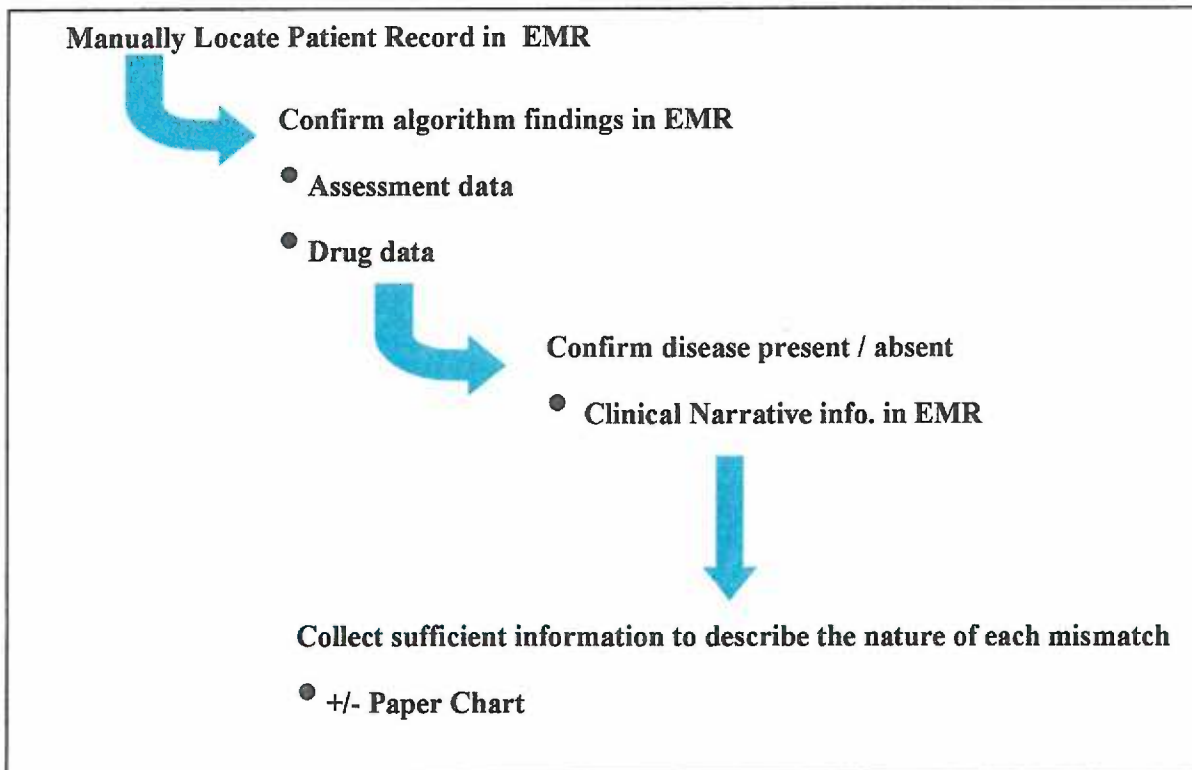 Manually Locate Patient Record in EMR
Confirm algorithm findings in EMR
• Assessment data
• Drug data
Confirm disease present / absent
• Clinical Narrative info. in EMR
Collect sufficient information to describe the nature of each mismatch
• +/- Paper Chart